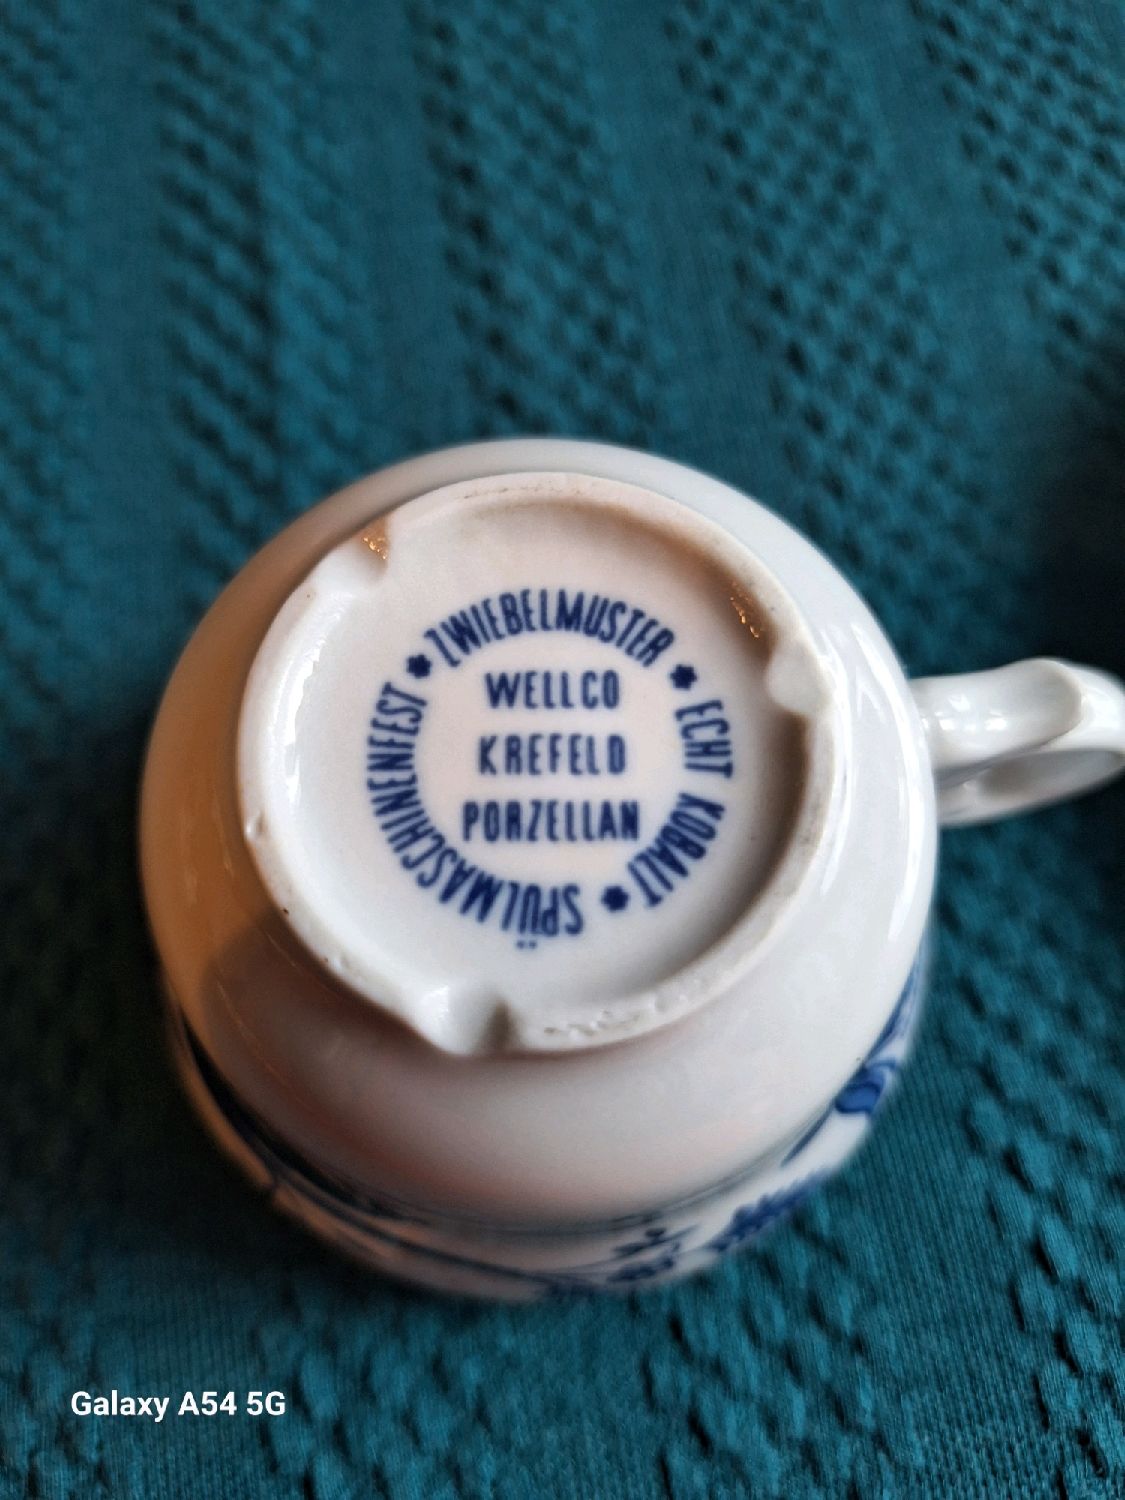 ZWIEBELMUSTER * ECHT KOBALT * SPÜLMASCHINENFEST *
WELLCO
KREFELD
PORZELLAN
Galaxy A54 5G